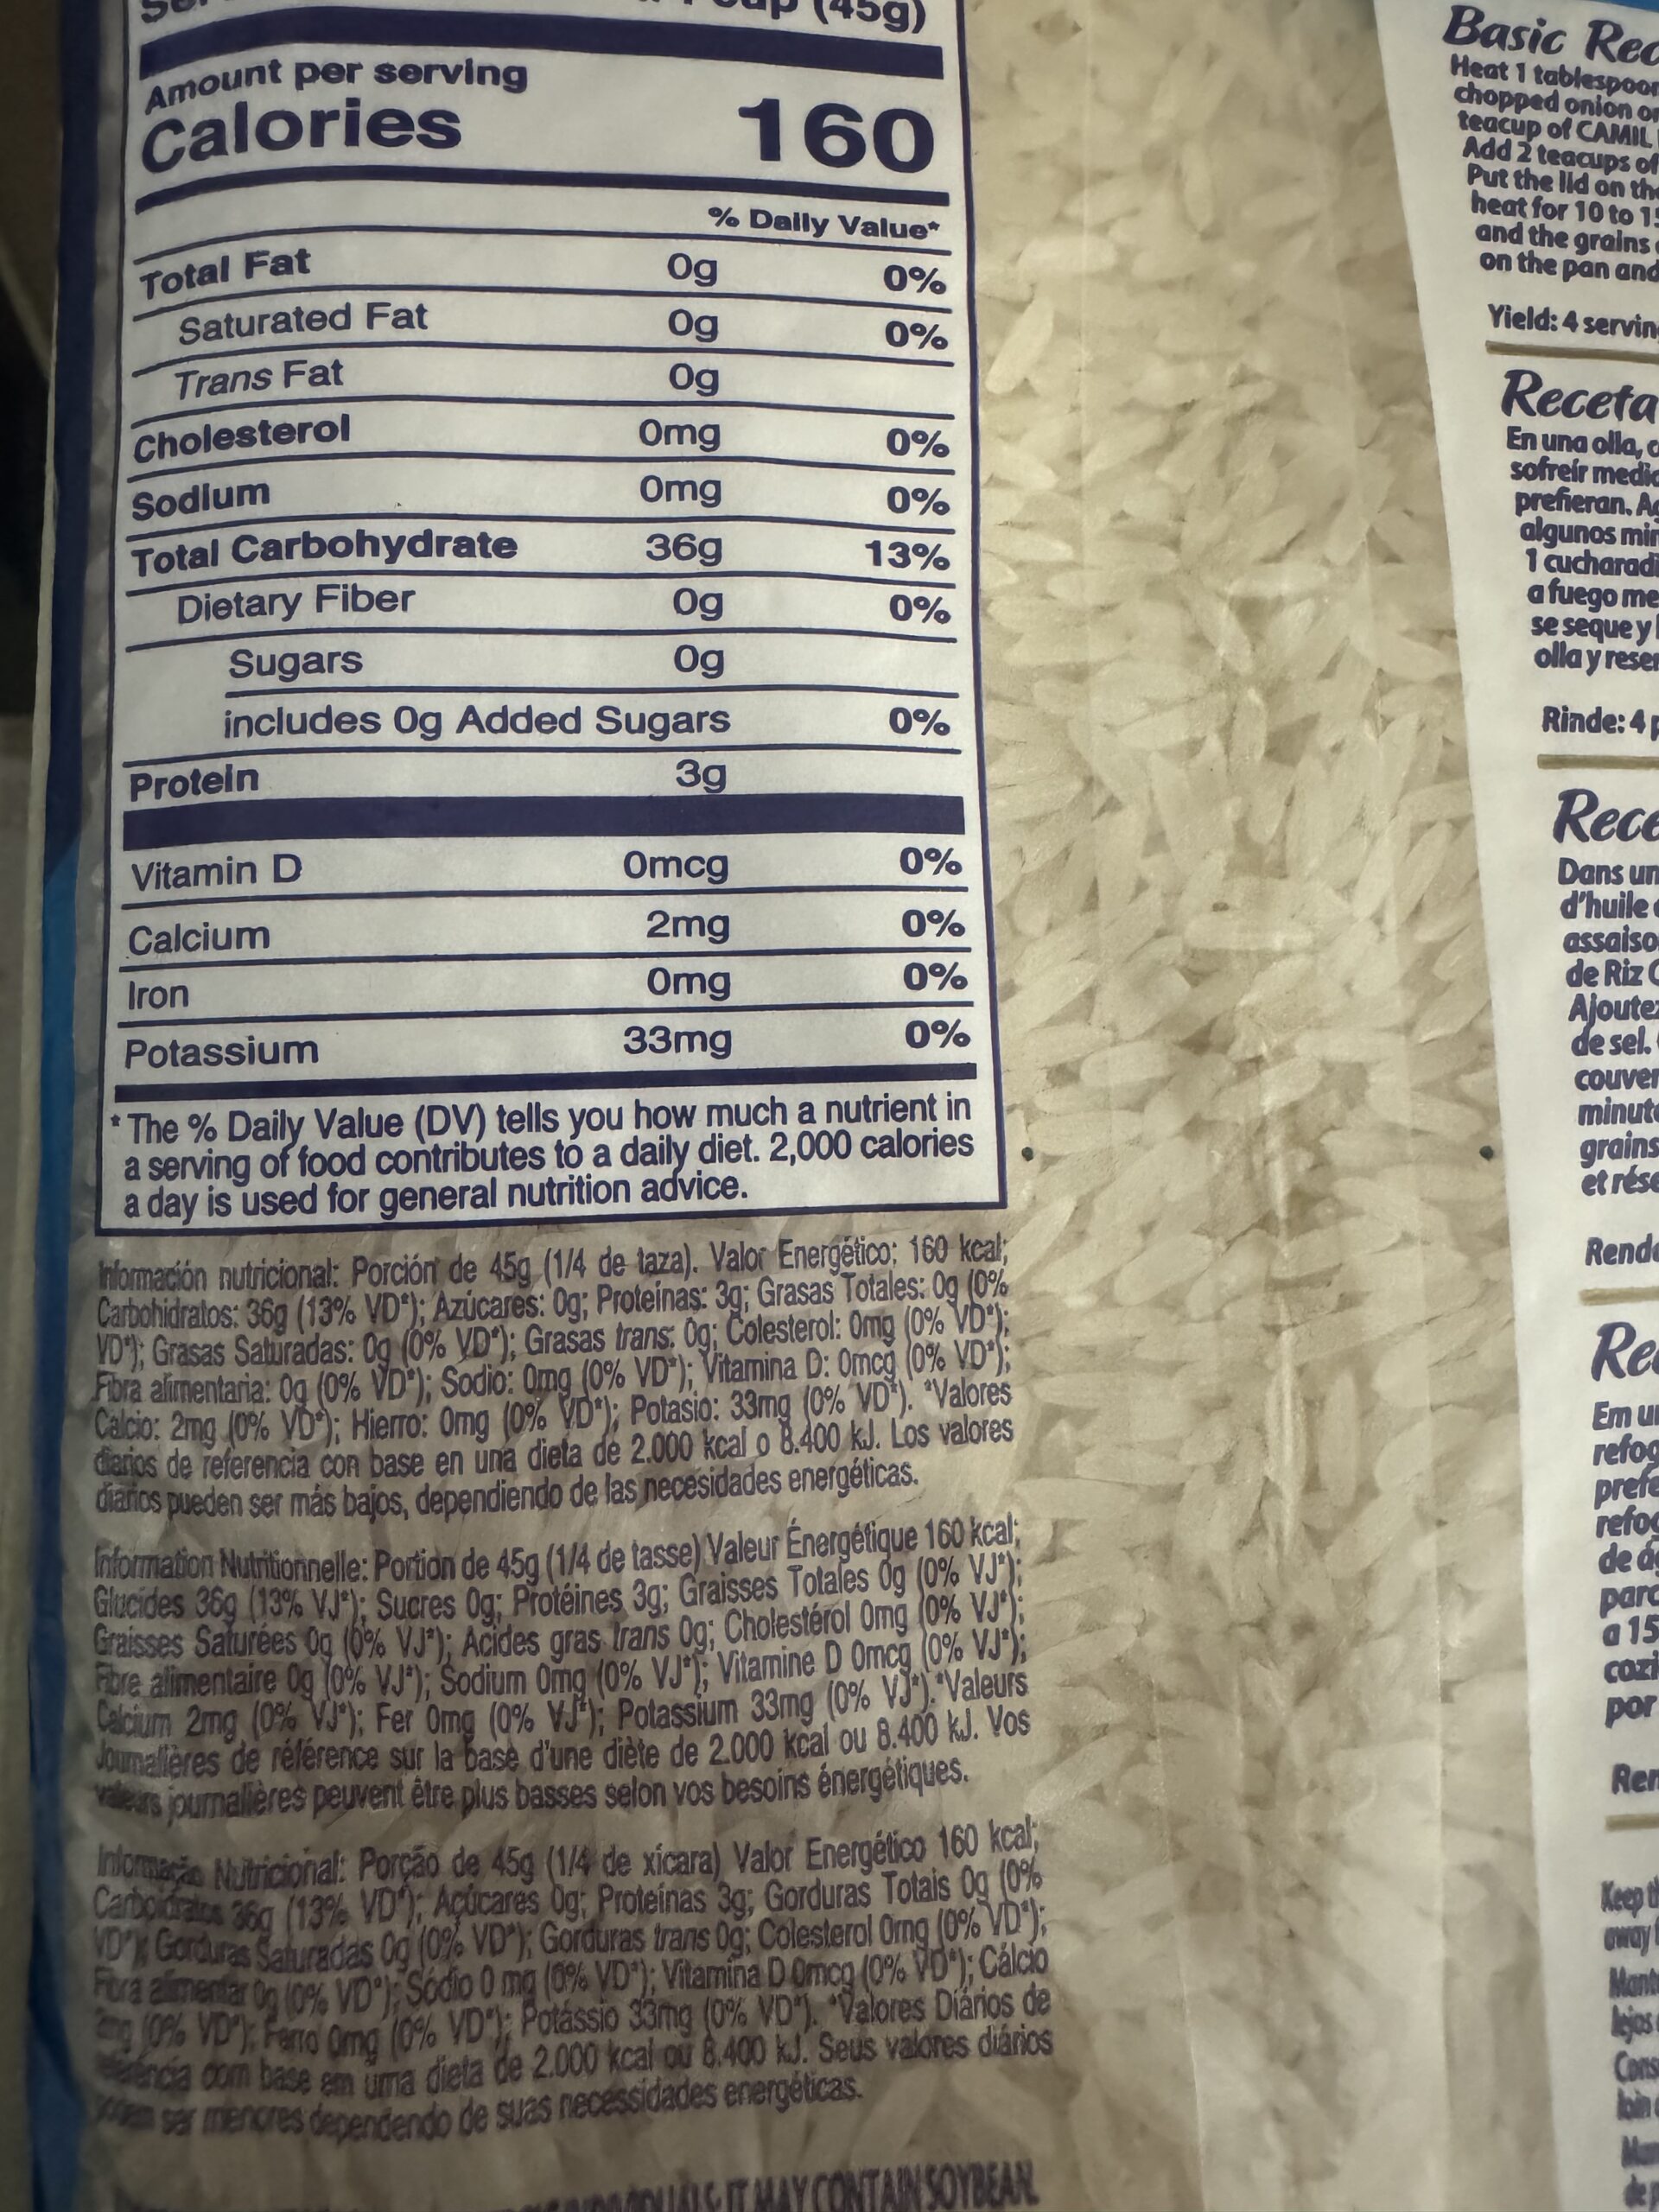 (45g)
Amount per serving
Calories 160
% Daily Value*
Total Fat 0g 0%
Saturated Fat 0g 0%
Trans Fat 0g
Cholesterol 0mg 0%
Sodium 0mg 0%
Total Carbohydrate 36g 13%
Dietary Fiber 0g 0%
Sugars 0g
includes 0g Added Sugars 0%
Protein 3g
Vitamin D 0mcg 0%
Calcium 2mg 0%
Iron 0mg 0%
Potassium 33mg 0%
* The % Daily Value (DV) tells you how much a nutrient in
a serving of food contributes to a daily diet. 2,000 calories
a day is used for general nutrition advice.
Información nutricional: Porción de 45g (1/4 de taza). Valor Energético: 160 kcal;
Carbohidratos: 36g (13% VD*); Azúcares: 0g; Proteínas: 3g; Grasas Totales: 0g (0%
VD*); Grasas Saturadas: 0g (0% VD*); Grasas trans: 0g; Colesterol: 0mg (0% VD*);
Fibra alimentaria: 0g (0% VD*); Sodio: 0mg (0% VD*); Vitamina D: 0mcg (0% VD*);
Calcio: 2mg (0% VD*); Hierro: 0mg (0% VD*); Potasio: 33mg (0% VD*). *Valores
diarios de referencia con base en una dieta de 2.000 kcal o 8.400 kJ. Los valores
diarios pueden ser más bajos, dependiendo de las necesidades energéticas.
Information Nutritionnelle: Portion de 45g (1/4 de tasse) Valeur Énergétique 160 kcal;
Glucides 36g (13% VJ*); Sucres 0g; Protéines 3g; Graisses Totales 0g (0% VJ*);
Graisses Saturées 0g (0% VJ*); Acides gras trans 0g; Cholestérol 0mg (0% VJ*);
Fibre alimentaire 0g (0% VJ*); Sodium 0mg (0% VJ*); Vitamine D 0mcg (0% VJ*);
Calcium 2mg (0% VJ*); Fer 0mg (0% VJ*); Potassium 33mg (0% VJ*). *Valeurs
Journalières de référence sur la base d'une diète de 2.000 kcal ou 8.400 kJ. Vos
valeurs journalières peuvent être plus basses selon vos besoins énergétiques.
Informação Nutricional: Porção de 45g (1/4 de xícara) Valor Energético 160 kcal;
Carboidratos 36g (13% VD*); Açúcares 0g; Proteínas 3g; Gorduras Totais 0g (0%
VD*); Gorduras Saturadas 0g (0% VD*); Gorduras trans 0g; Colesterol 0mg (0% VD*);
Fibra alimentar 0g (0% VD*); Sódio 0 mg (0% VD*); Vitamina D 0mcg (0% VD*); Cálcio
2mg (0% VD*); Ferro 0mg (0% VD*); Potássio 33mg (0% VD*). *Valores Diários de
referência com base em uma dieta de 2.000 kcal ou 8.400 kJ. Seus valores diários
podem ser menores dependendo de suas necessidades energéticas.
IT MAY CONTAIN SOYBEAN.
Basic Rec
Heat 1 tablespoon
chopped onion or
teacup of CAMIL
Add 2 teacups of
Put the lid on the
heat for 10 to 15
and the grains
on the pan and
Yield: 4 serving
Receta
En una olla, c
sofreír medi
prefieran. Ag
algunos min
1 cucharadi
a fuego me
se seque y l
olla y reser
Rinde: 4 p
Rece
Dans un
d'huile
assaiso
de Riz C
Ajoutez
de sel.
couver
minute
grains
et rése
Rende
Rec
Em u
refog
prefe
refog
de ág
parc
a 15
cozi
por
Ren
Keep th
away f
Mante
lejos
Cons
loin
Man
de